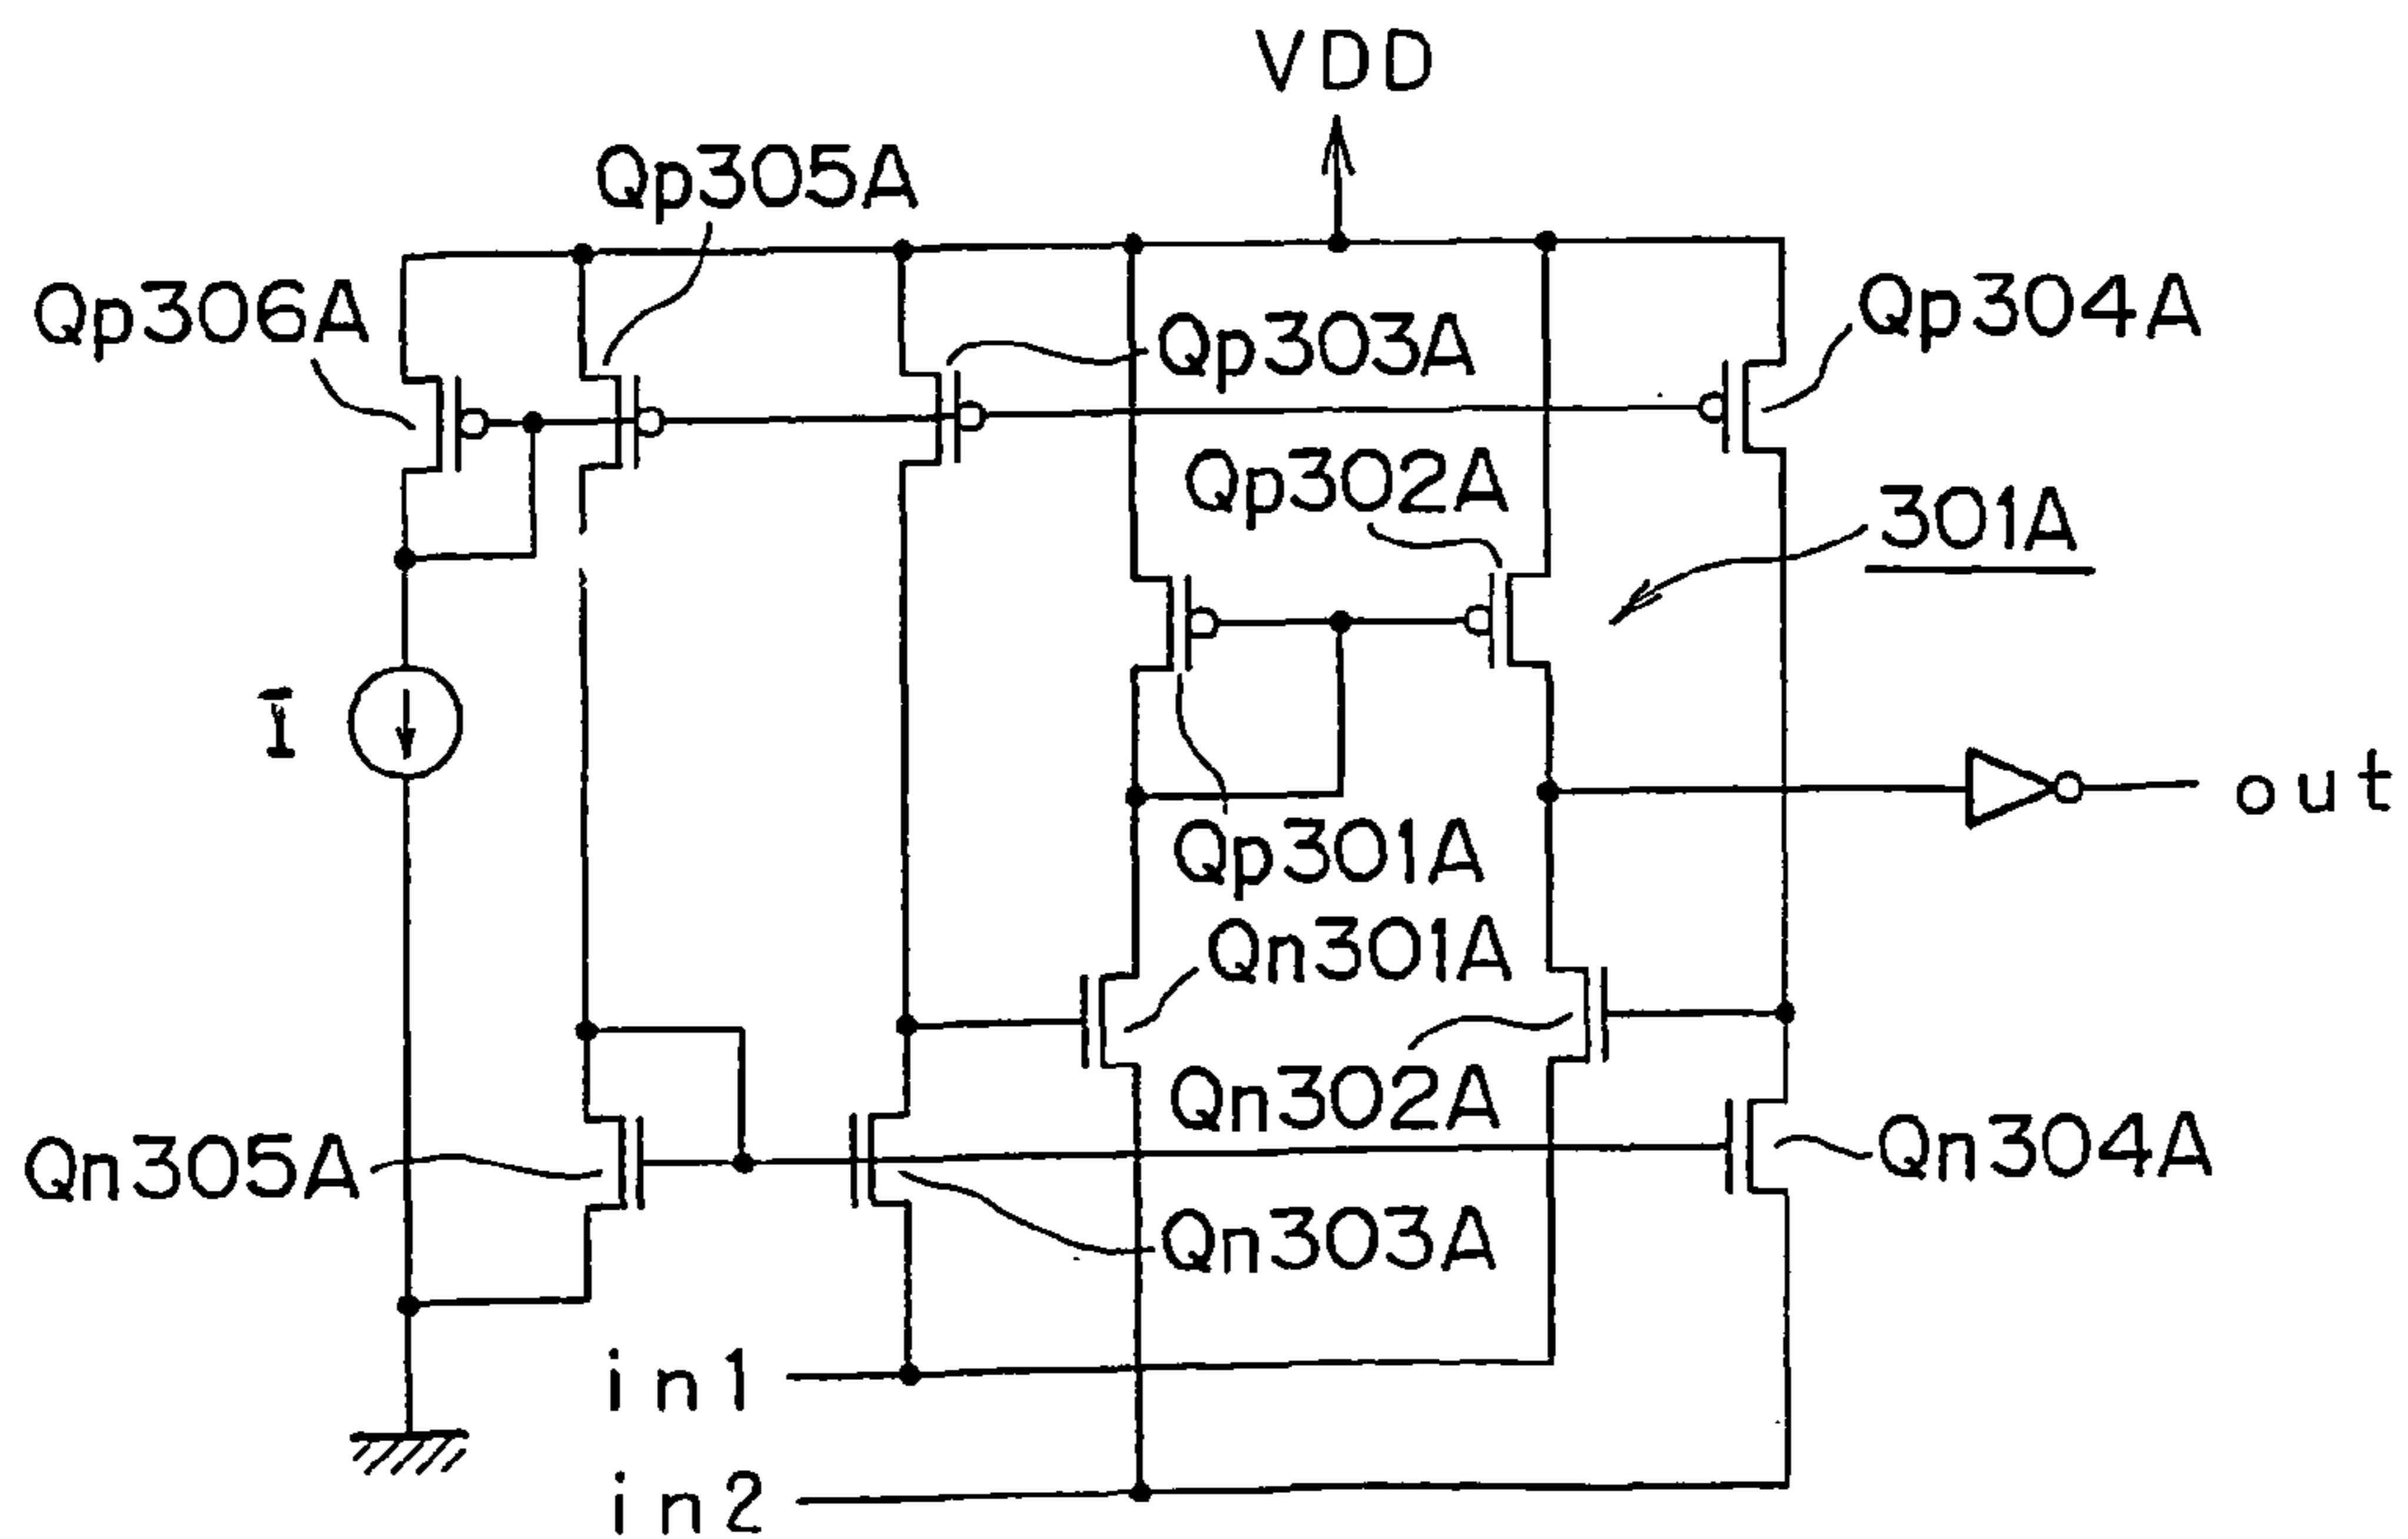 VDD
Qp305A
Qp306A
Qp303A
Qp304A
Qp302A
301A
I
out
Qp301A
Qn301A
Qn302A
Qn305A
Qn304A
Qn303A
in1
in2